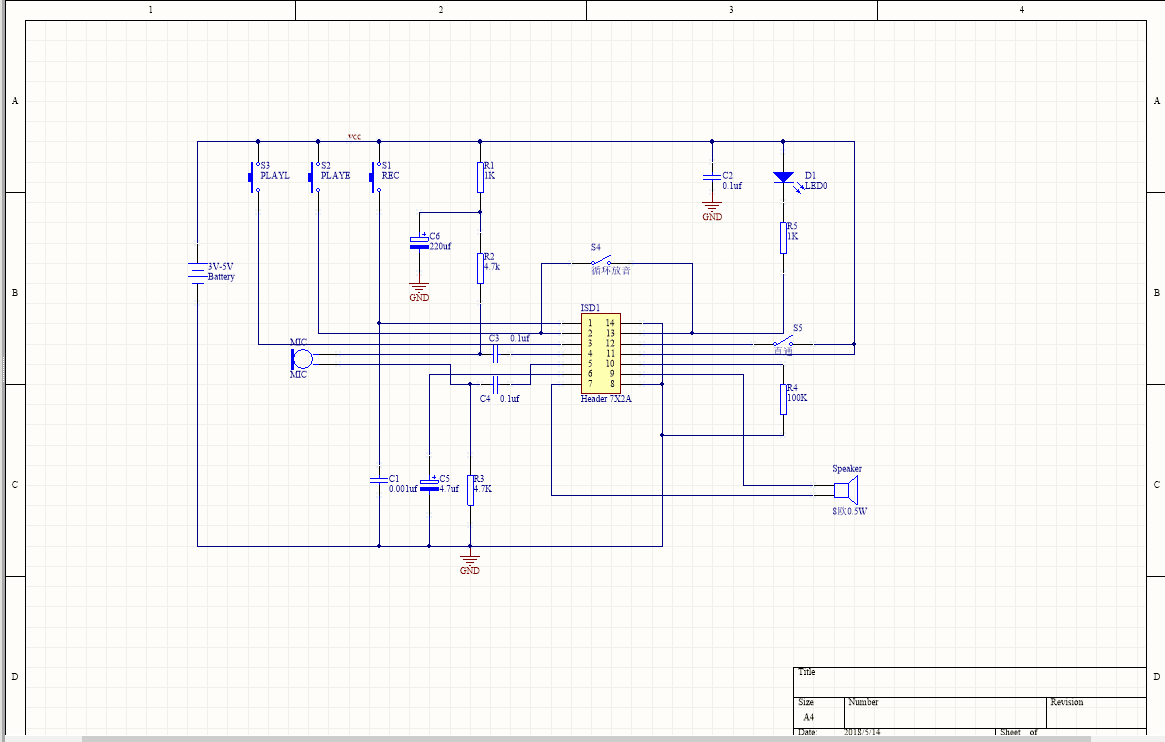 1 2 3 4
A A
VCC
S3
PLAYL
S2
PLAYE
S1
REC
R1
1K
C2
0.1uf
D1
LED0
GND
C6
220uf
R5
1K
R2
4.7k
S4
循环放音
3V-5V
Battery
B B
GND
ISD1
1 14
2 13
3 12
4 11
5 10
6 9
7 8
Header 7X2A
S5
直通
MIC
MIC
C3 0.1uf
C4 0.1uf
R4
100K
Speaker
8欧0.5W
C1
0.001uf
C5
4.7uf
R3
4.7K
C C
GND
D D
Title
Size Number Revision
A4
Date: 2018/5/14 Sheet of